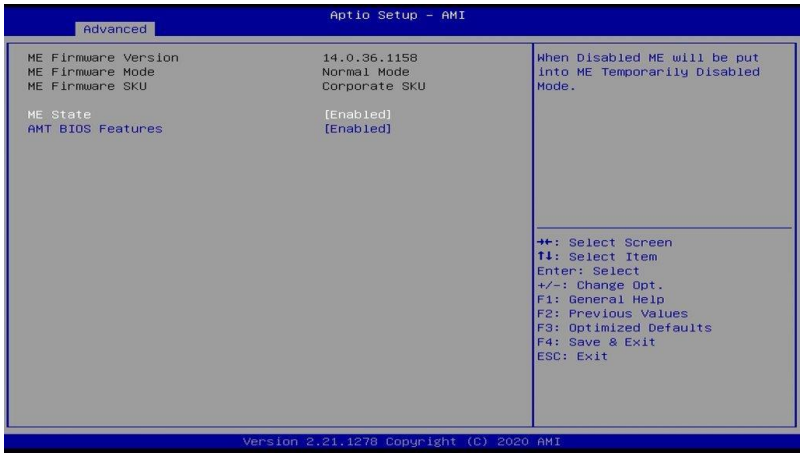 Aptio Setup – AMI
Advanced
ME Firmware Version 14.0.36.1158
ME Firmware Mode Normal Mode
ME Firmware SKU Corporate SKU
ME State [Enabled]
AMT BIOS Features [Enabled]
When Disabled ME will be put
into ME Temporarily Disabled
Mode.
→←: Select Screen
↑↓: Select Item
Enter: Select
+/-: Change Opt.
F1: General Help
F2: Previous Values
F3: Optimized Defaults
F4: Save & Exit
ESC: Exit
Version 2.21.1278 Copyright (C) 2020 AMI